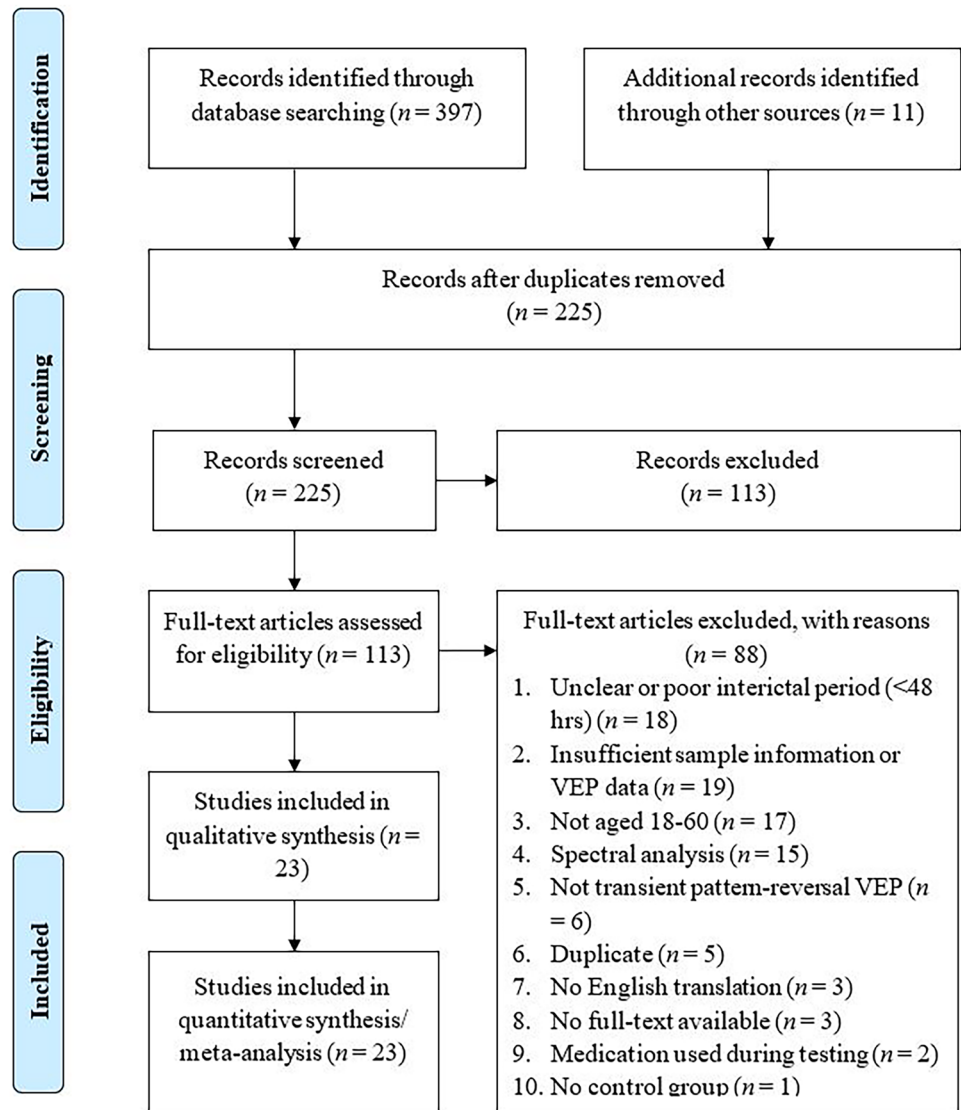 Identification
Records identified through
database searching (n = 397)
Additional records identified
through other sources (n = 11)
Records after duplicates removed
(n = 225)
Screening
Records screened
(n = 225)
Records excluded
(n = 113)
Eligibility
Full-text articles assessed
for eligibility (n = 113)
Full-text articles excluded, with reasons
(n = 88)
1. Unclear or poor interictal period (<48
hrs) (n = 18)
2. Insufficient sample information or
VEP data (n = 19)
3. Not aged 18-60 (n = 17)
4. Spectral analysis (n = 15)
5. Not transient pattern-reversal VEP (n
= 6)
6. Duplicate (n = 5)
7. No English translation (n = 3)
8. No full-text available (n = 3)
9. Medication used during testing (n = 2)
10. No control group (n = 1)
Studies included in
qualitative synthesis (n =
23)
Included
Studies included in
quantitative synthesis/
meta-analysis (n = 23)